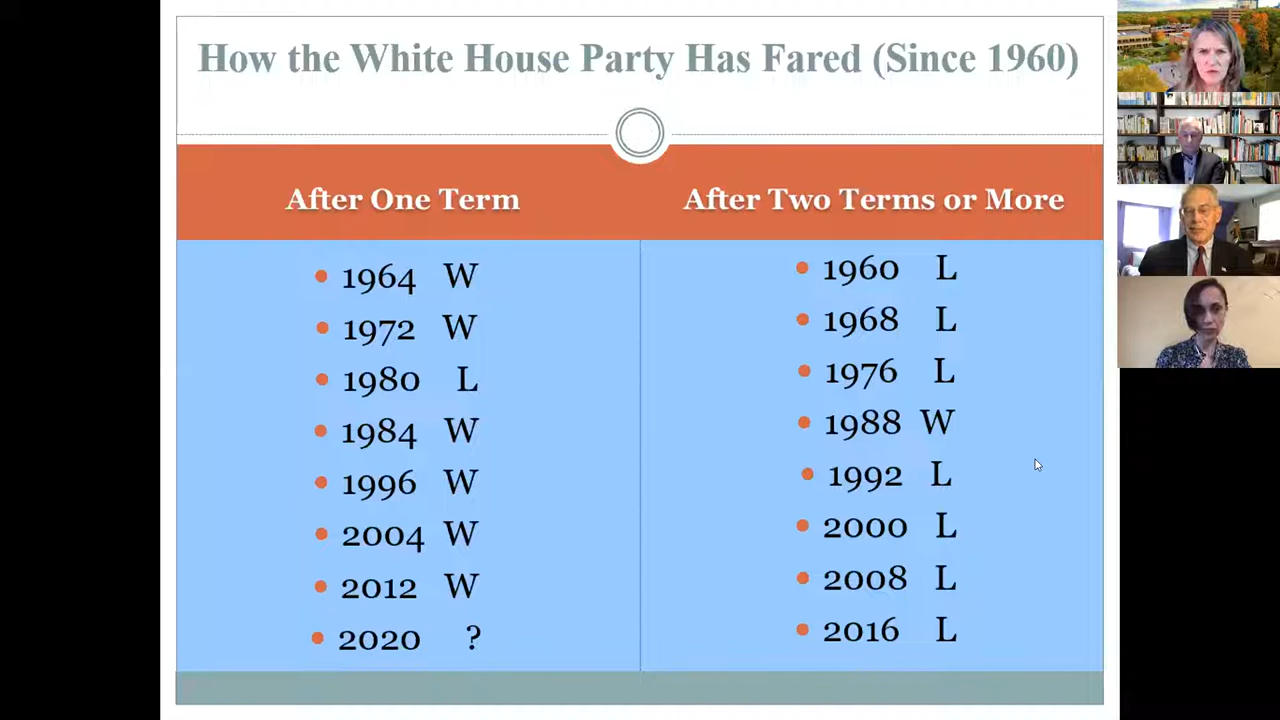 How the White House Party Has Fared (Since 1960)
After One Term
1964 W
1972 W
1980 L
1984 W
1996 W
2004 W
2012 W
2020 ?
After Two Terms or More
1960 L
1968 L
1976 L
1988 W
1992 L
2000 L
2008 L
2016 L